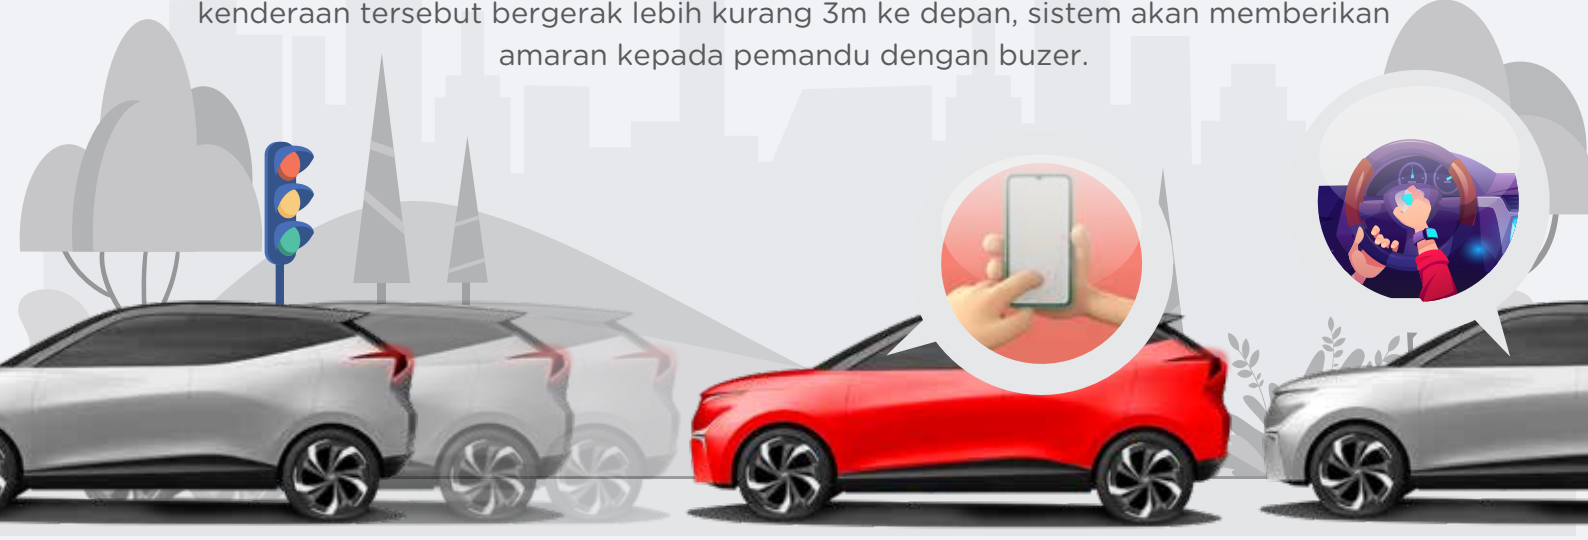 kenderaan tersebut bergerak lebih kurang 3m ke depan, sistem akan memberikan
amaran kepada pemandu dengan buzer.